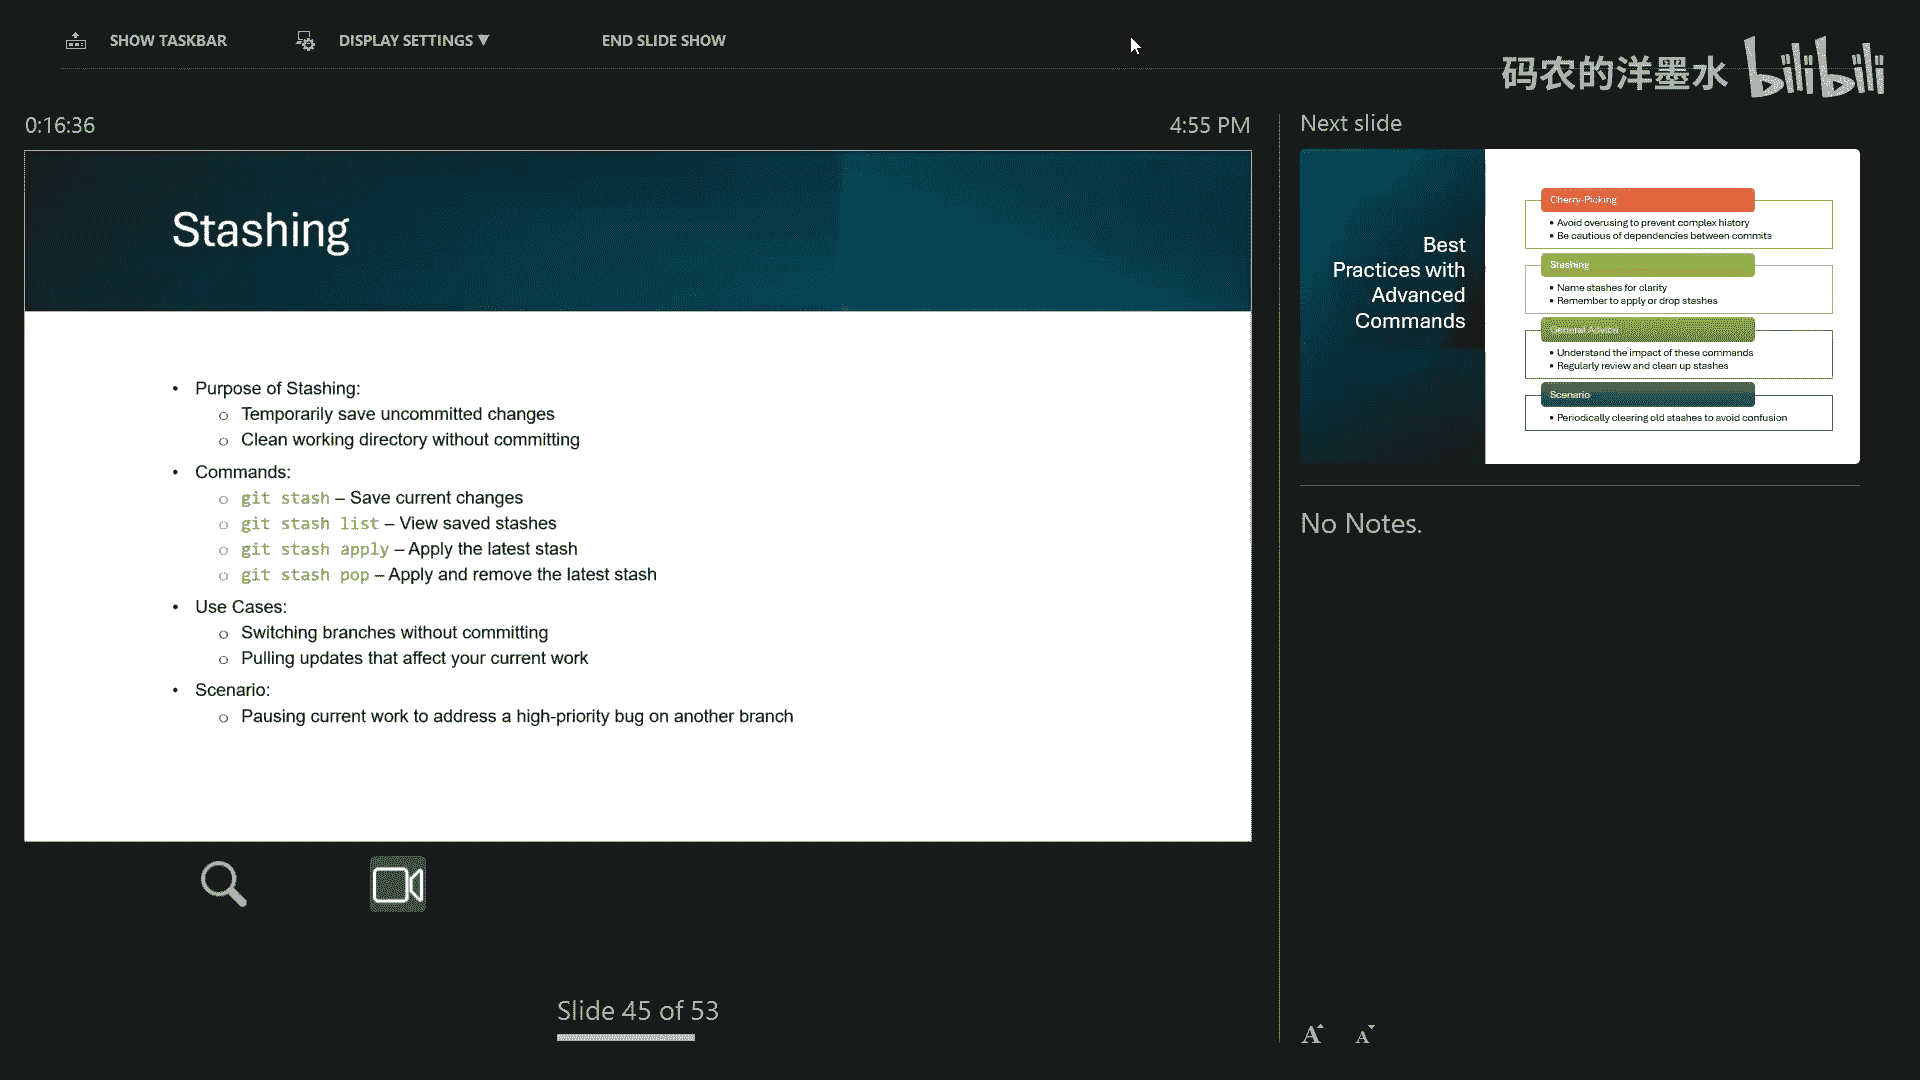 SHOW TASKBAR
DISPLAY SETTINGS ▼
END SLIDE SHOW
码农的洋墨水 bilibili
0:16:36
4:55 PM
Stashing
• Purpose of Stashing:
o Temporarily save uncommitted changes
o Clean working directory without committing
• Commands:
o git stash – Save current changes
o git stash list – View saved stashes
o git stash apply – Apply the latest stash
o git stash pop – Apply and remove the latest stash
• Use Cases:
o Switching branches without committing
o Pulling updates that affect your current work
• Scenario:
o Pausing current work to address a high-priority bug on another branch
Slide 45 of 53
Next slide
Best
Practices with
Advanced
Commands
Cherry-Picking
• Avoid overusing to prevent complex history
• Be cautious of dependencies between commits
Stashing
• Name stashes for clarity
• Remember to apply or drop stashes
General Advice
• Understand the impact of these commands
• Regularly review and clean up stashes
Scenario
• Periodically clearing old stashes to avoid confusion
No Notes.
A A